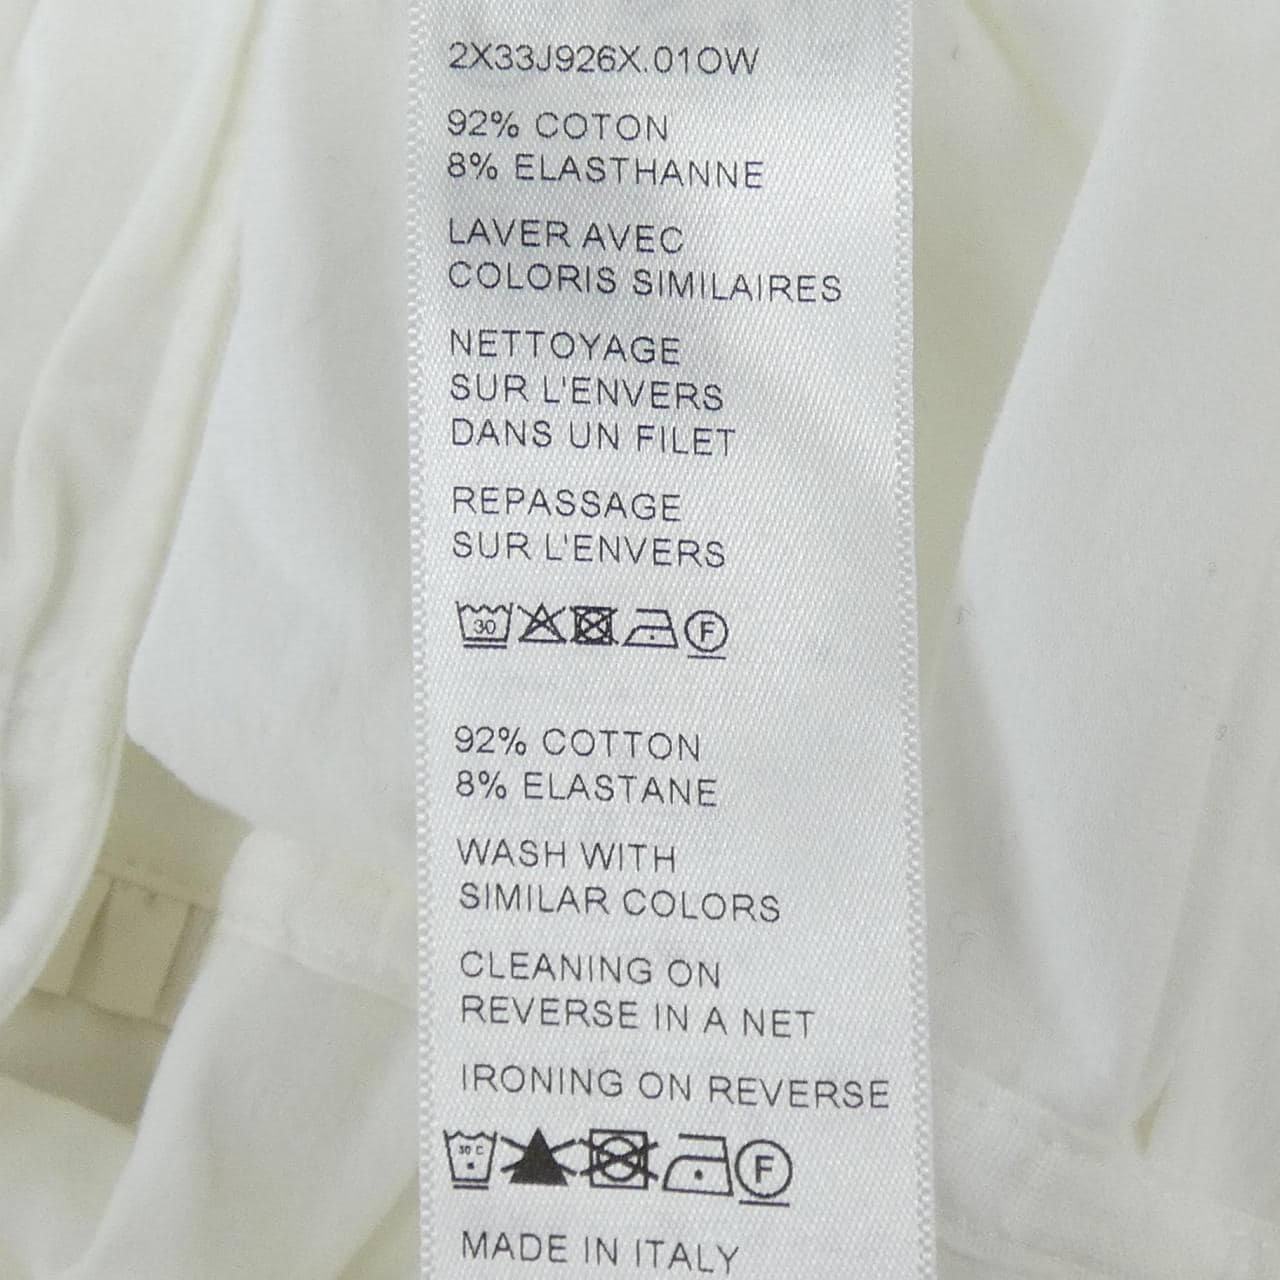 2X33J926X.01OW
92% COTON
8% ELASTHANNE
LAVER AVEC
COLORIS SIMILAIRES
NETTOYAGE
SUR L'ENVERS
DANS UN FILET
REPASSAGE
SUR L'ENVERS
30 F
92% COTTON
8% ELASTANE
WASH WITH
SIMILAR COLORS
CLEANING ON
REVERSE IN A NET
IRONING ON REVERSE
30 C F
MADE IN ITALY